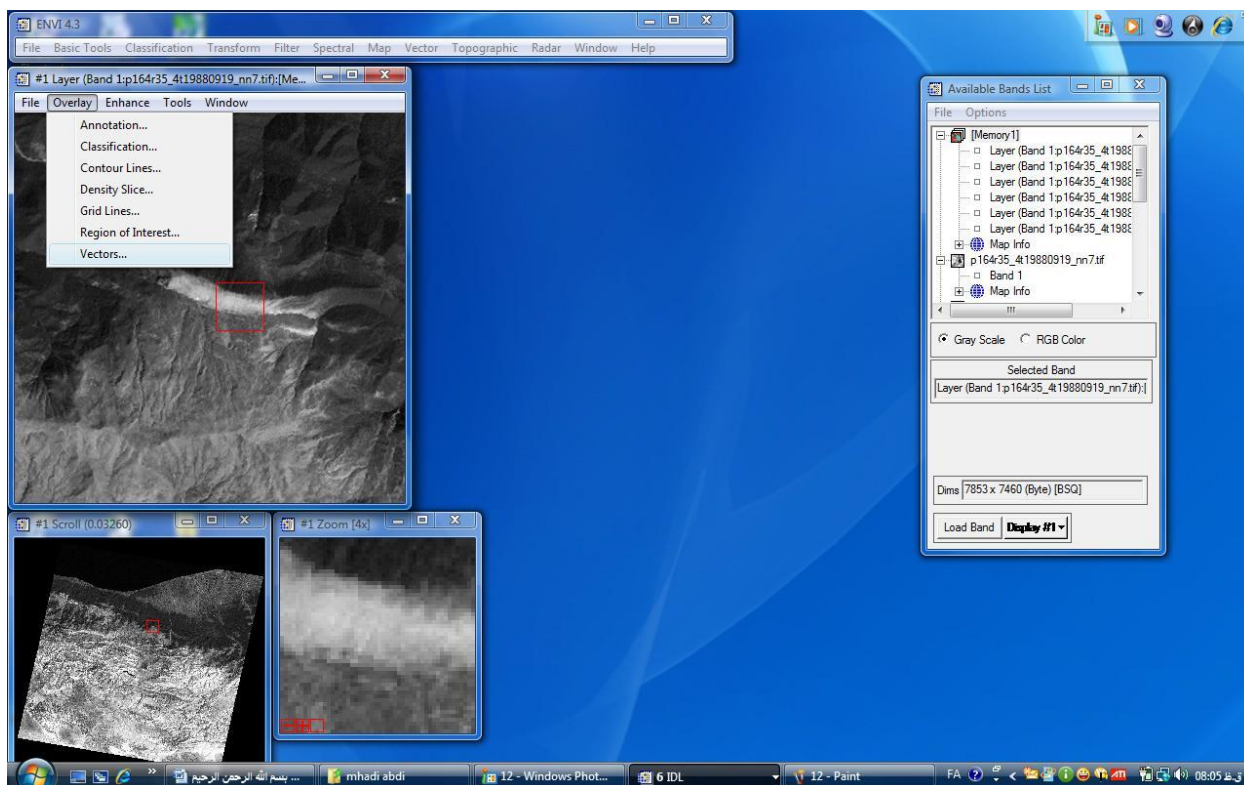 ENVI 4.3
File Basic Tools Classification Transform Filter Spectral Map Vector Topographic Radar Window Help
#1 Layer (Band 1:p164r35_4t19880919_nn7.tif):[Me...
File Overlay Enhance Tools Window
Annotation...
Classification...
Contour Lines...
Density Slice...
Grid Lines...
Region of Interest...
Vectors...
#1 Scroll (0.03260)
#1 Zoom [4x]
Available Bands List
File Options
[Memory1]
Layer (Band 1:p164r35_4t1988
Layer (Band 1:p164r35_4t1988
Layer (Band 1:p164r35_4t1988
Layer (Band 1:p164r35_4t1988
Layer (Band 1:p164r35_4t1988
Layer (Band 1:p164r35_4t1988
Map Info
p164r35_4t19880919_nn7.tif
Band 1
Map Info
Gray Scale RGB Color
Selected Band
Layer (Band 1:p164r35_4t19880919_nn7.tif):[
Dims 7853 x 7460 (Byte) [BSQ]
Load Band Display #1
بسم الله الرحمن الرحيم ...
mhadi abdi
12 - Windows Phot...
6 IDL
12 - Paint
FA
08:05 ق.ظ